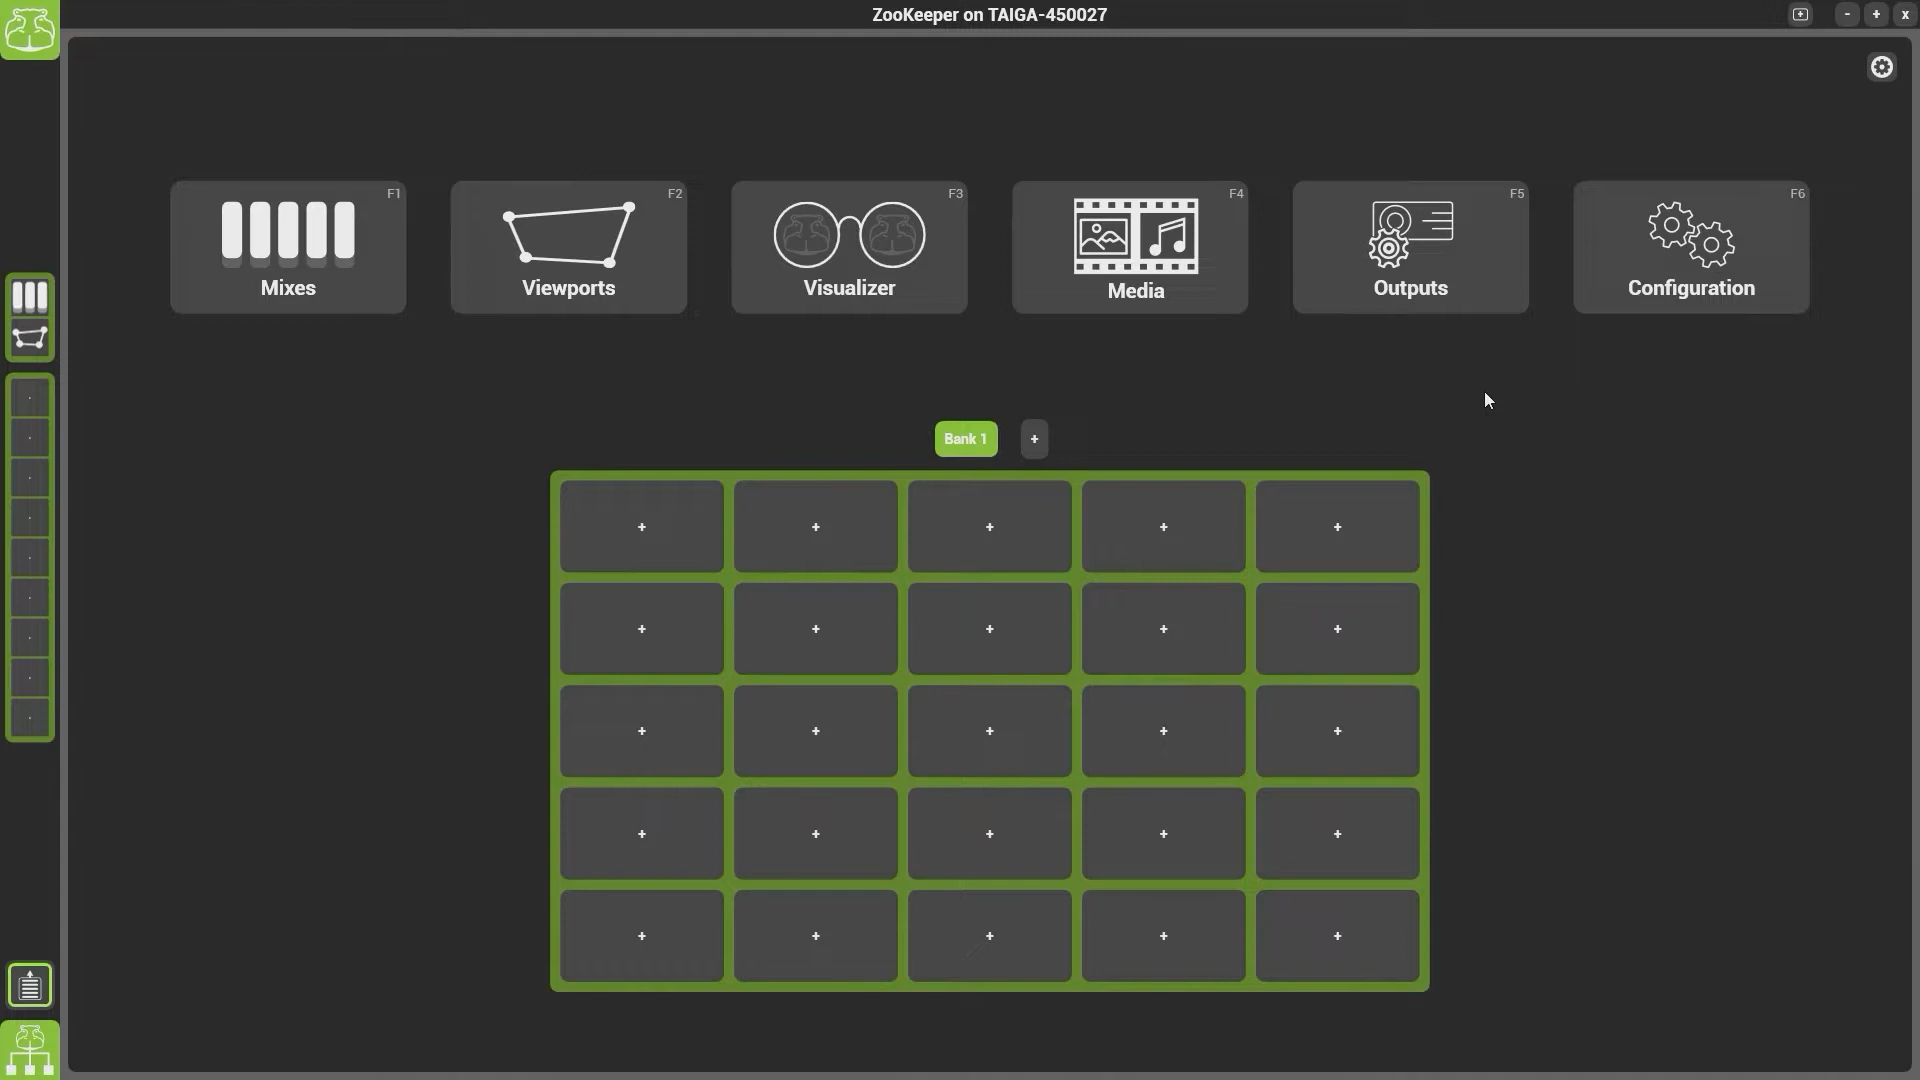 ZooKeeper on TAIGA-450027
- + x
F1 F2 F3 F4 F5 F6
Mixes Viewports Visualizer Media Outputs Configuration
Bank 1 +
+ + + + +
+ + + + +
+ + + + +
+ + + + +
+ + + + +